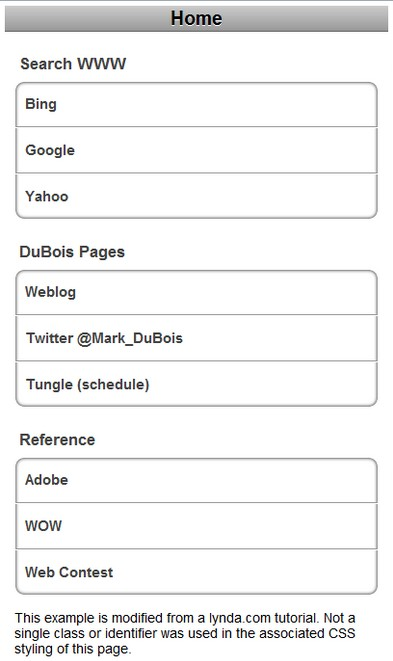 Home
Search WWW
Bing
Google
Yahoo
DuBois Pages
Weblog
Twitter @Mark_DuBois
Tungle (schedule)
Reference
Adobe
WOW
Web Contest
This example is modified from a lynda.com tutorial. Not a
single class or identifier was used in the associated CSS
styling of this page.